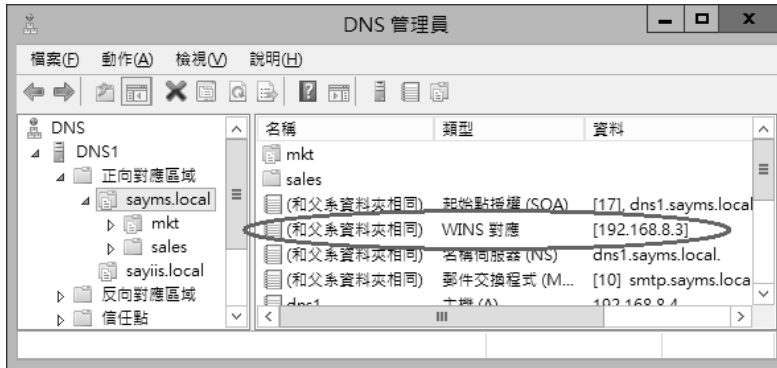 DNS 管理員
檔案(F) 動作(A) 檢視(V) 說明(H)
DNS
DNS1
正向對應區域
sayms.local
mkt
sales
sayiis.local
反向對應區域
信任點
名稱 類型 資料
mkt
sales
(和父系資料夾相同) 起始點授權 (SOA) [17], dns1.sayms.local
(和父系資料夾相同) WINS 對應 [192.168.8.3]
(和父系資料夾相同) 名稱伺服器 (NS) dns1.sayms.local.
(和父系資料夾相同) 郵件交換程式 (M... [10] smtp.sayms.loca
dns1 主機 (A) 192.168.8.4